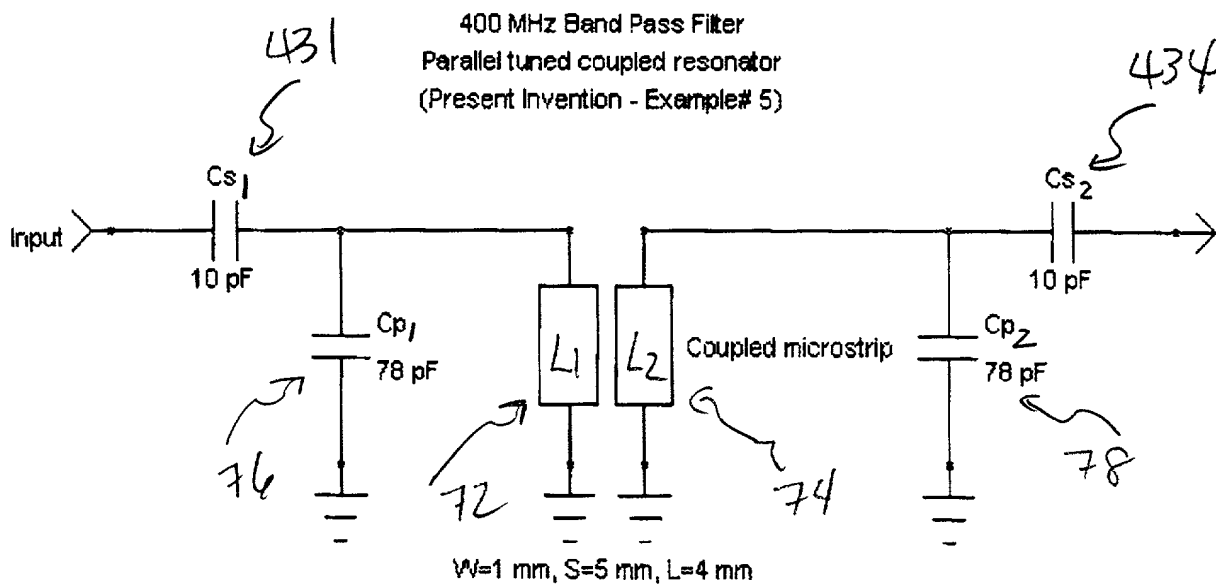 400 MHz Band Pass Filter
Parallel tuned coupled resonator
(Present Invention - Example# 5)
431
434
Cs1
Cs2
Input
10 pF
10 pF
Cp1
78 pF
L1
L2
Coupled microstrip
Cp2
78 pF
76
72
74
78
W=1 mm, S=5 mm, L=4 mm